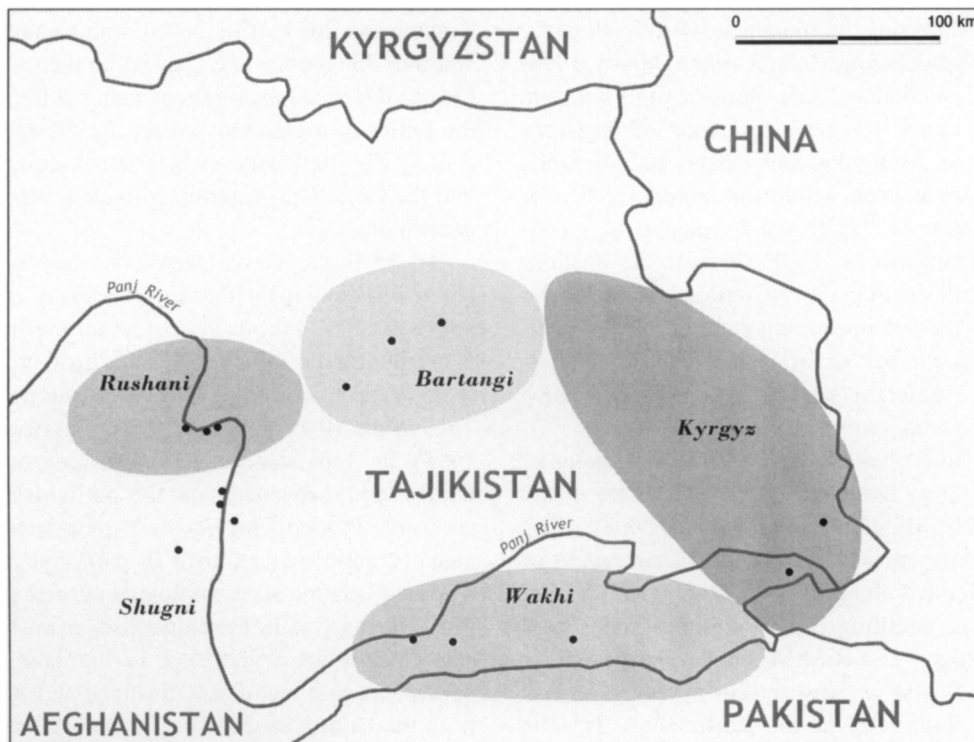 0 100 km
KYRGYZSTAN
CHINA
Panj River
Rushani
Bartangi
Kyrgyz
TAJIKISTAN
Panj River
Shugni
Wakhi
AFGHANISTAN
PAKISTAN